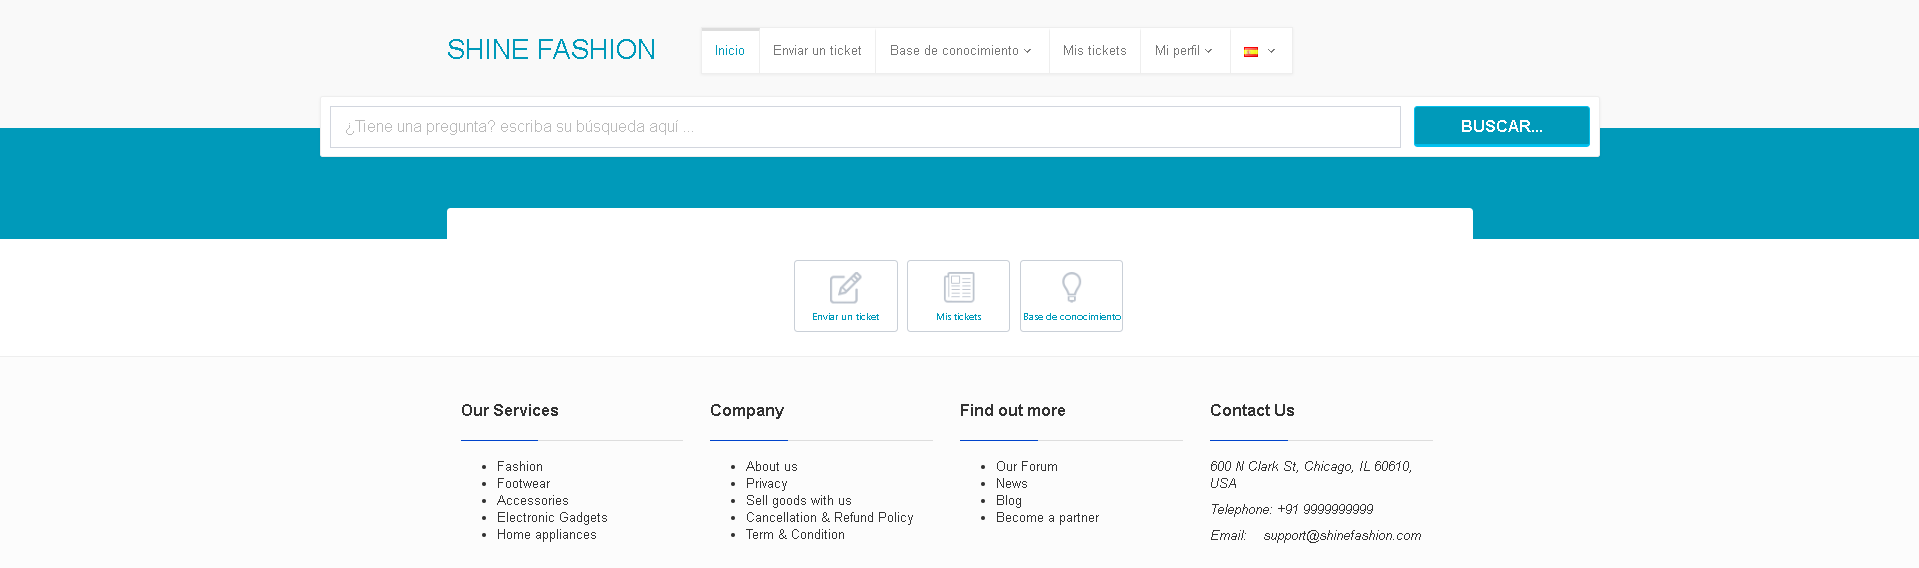 SHINE FASHION
Inicio
Enviar un ticket
Base de conocimiento
Mis tickets
Mi perfil
¿Tiene una pregunta? escriba su búsqueda aquí ...
BUSCAR...
Enviar un ticket
Mis tickets
Base de conocimiento
Our Services
Fashion
Footwear
Accessories
Electronic Gadgets
Home appliances
Company
About us
Privacy
Sell goods with us
Cancellation & Refund Policy
Term & Condition
Find out more
Our Forum
News
Blog
Become a partner
Contact Us
600 N Clark St, Chicago, IL 60610,
USA
Telephone: +91 9999999999
Email: support@shinefashion.com